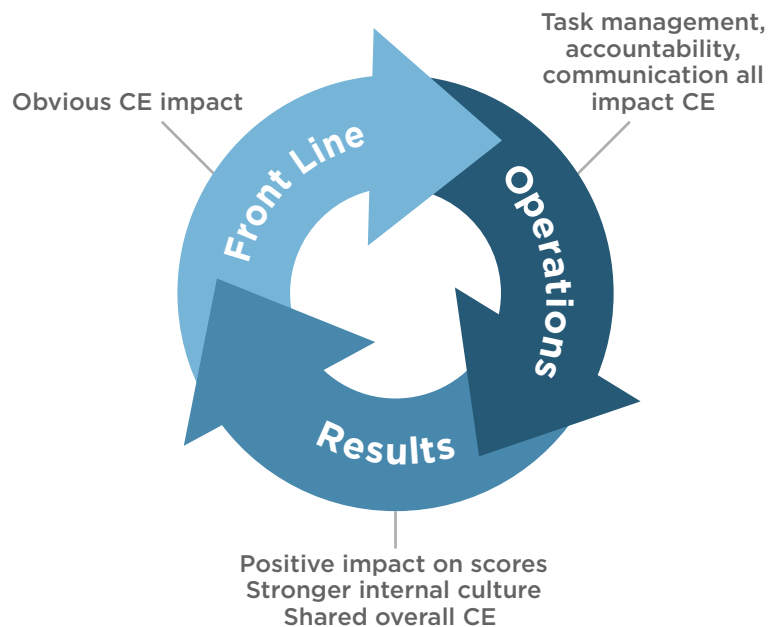 Task management,
accountability,
communication all
impact CE
Obvious CE impact
Front Line
Operations
Results
Positive impact on scores
Stronger internal culture
Shared overall CE